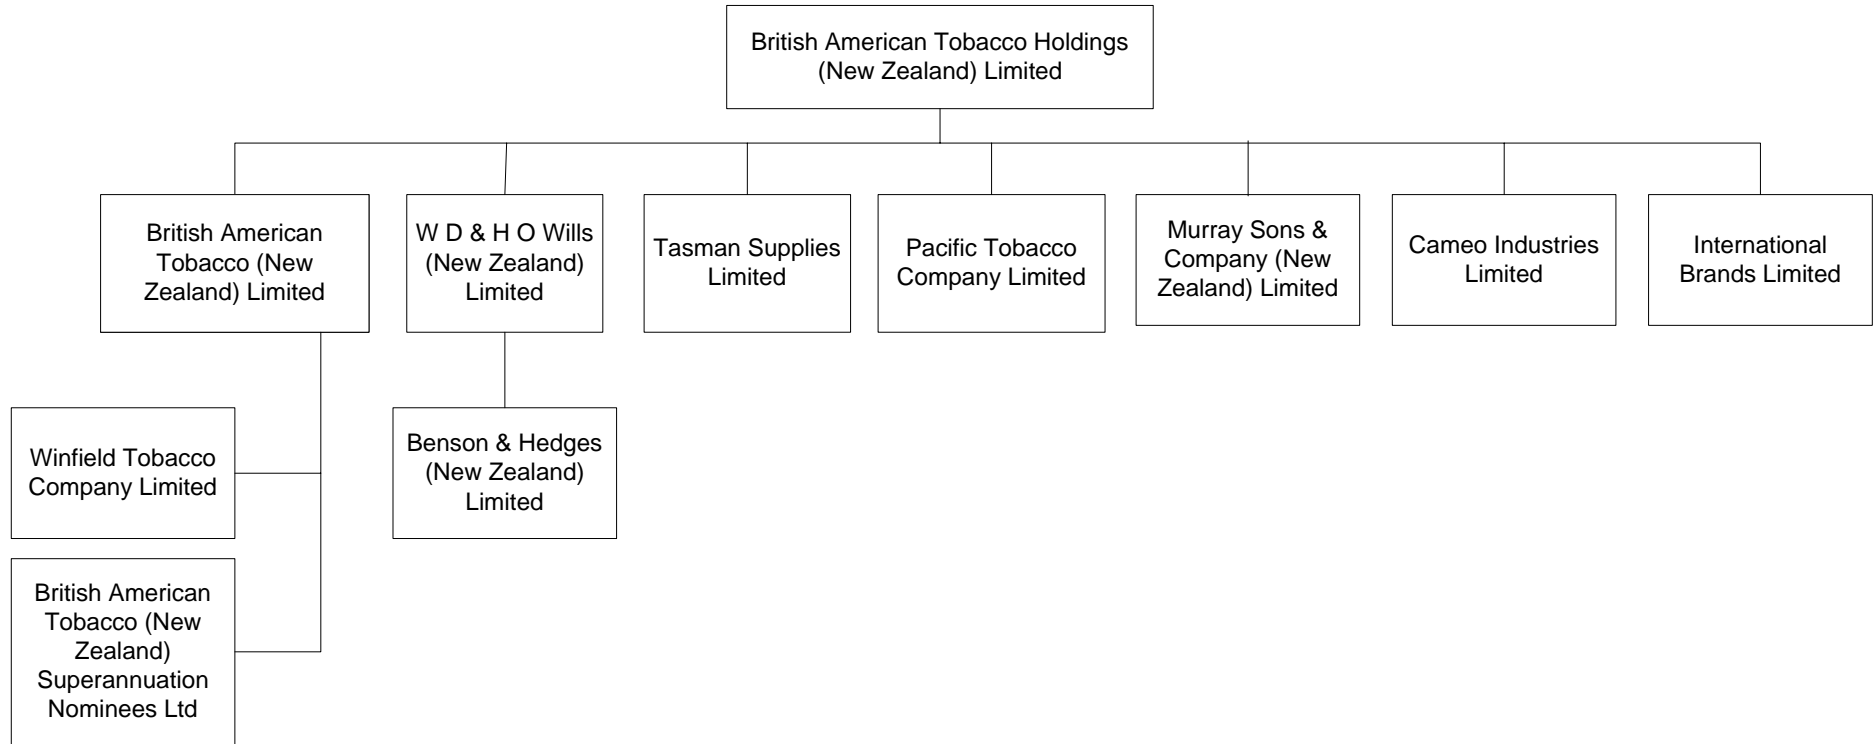 British American Tobacco Holdings
(New Zealand) Limited
British American
Tobacco (New
Zealand) Limited
W D & H O Wills
(New Zealand)
Limited
Tasman Supplies
Limited
Pacific Tobacco
Company Limited
Murray Sons &
Company (New
Zealand) Limited
Cameo Industries
Limited
International
Brands Limited
Winfield Tobacco
Company Limited
Benson & Hedges
(New Zealand)
Limited
British American
Tobacco (New
Zealand)
Superannuation
Nominees Ltd